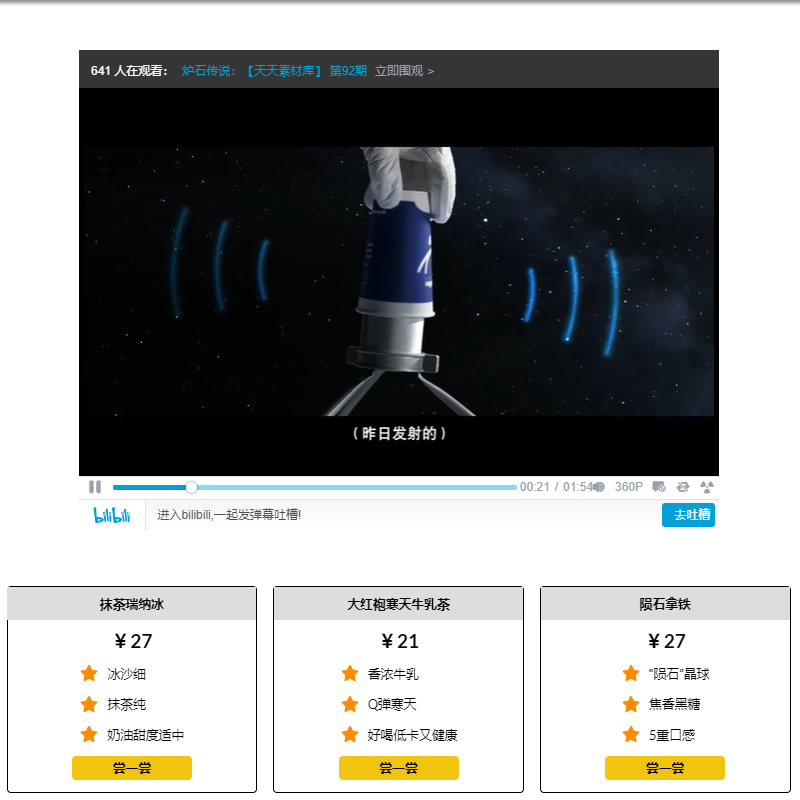 641 人在观看： 炉石传说：【天天素材库】 第92期 立即围观 >
（昨日发射的）
00:21 / 01:54 360P
bilibili 进入bilibili,一起发弹幕吐槽! 去吐槽
抹茶瑞纳冰
￥27
冰沙细
抹茶纯
奶油甜度适中
尝一尝
大红袍寒天牛乳茶
￥21
香浓牛乳
Q弹寒天
好喝低卡又健康
尝一尝
陨石拿铁
￥27
“陨石”晶球
焦香黑糖
5重口感
尝一尝